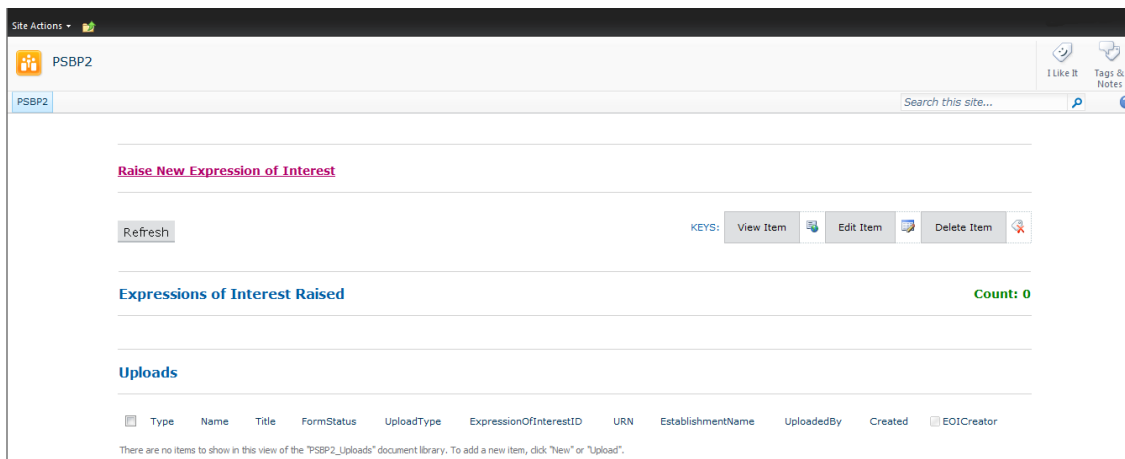 Site Actions
PSBP2
I Like It
Tags & Notes
PSBP2
Search this site...
Raise New Expression of Interest
Refresh
KEYS: View Item Edit Item Delete Item
Expressions of Interest Raised Count: 0
Uploads
Type Name Title FormStatus UploadType ExpressionOfInterestID URN EstablishmentName UploadedBy Created EOICreator
There are no items to show in this view of the "PSBP2_Uploads" document library. To add a new item, click "New" or "Upload".